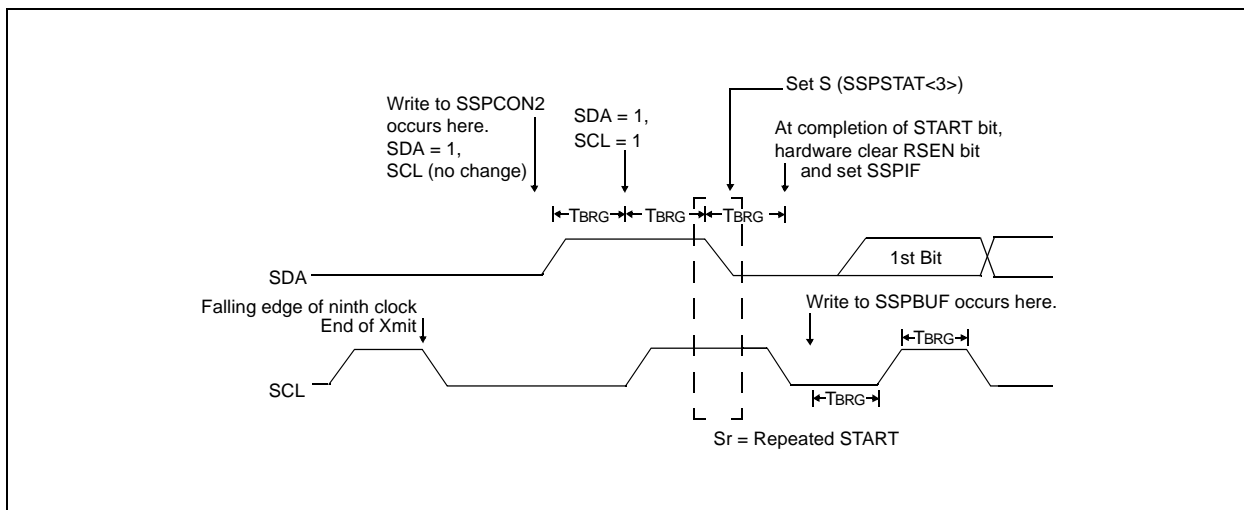 Set S (SSPSTAT<3>)
Write to SSPCON2
occurs here.
SDA = 1,
SCL (no change)
SDA = 1,
SCL = 1
At completion of START bit,
hardware clear RSEN bit
and set SSPIF
TBRG
TBRG
TBRG
SDA
1st Bit
Falling edge of ninth clock
End of Xmit
Write to SSPBUF occurs here.
TBRG
SCL
TBRG
Sr = Repeated START